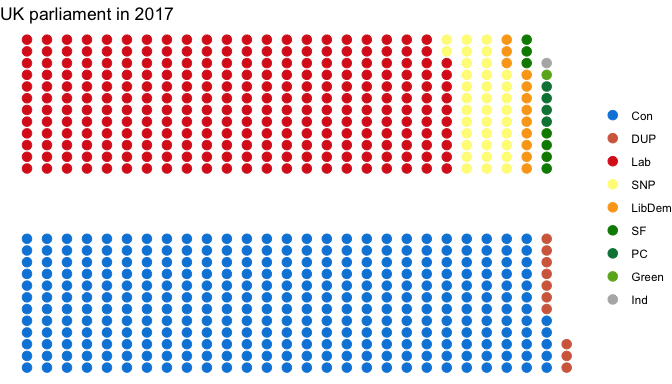 UK parliament in 2017
Con
DUP
Lab
SNP
LibDem
SF
PC
Green
Ind